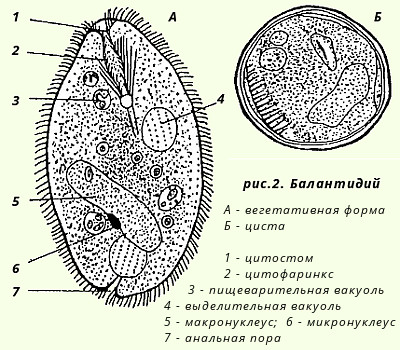 1
А
Б
2
3
4
5
6
7
рис.2. Балантидий
А - вегетативная форма
Б - циста
1 - цитостом
2 - цитофаринкс
3 - пищеварительная вакуоль
4 - выделительная вакуоль
5 - макронуклеус; 6 - микронуклеус
7 - анальная пора